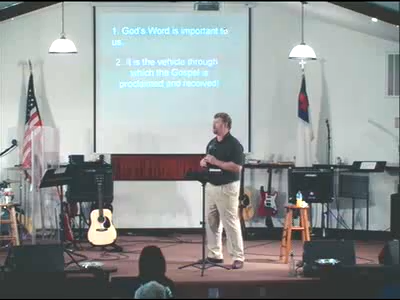 1. God's Word is important to
us.
2. It is the vehicle through
which the Gospel is
proclaimed (and received)